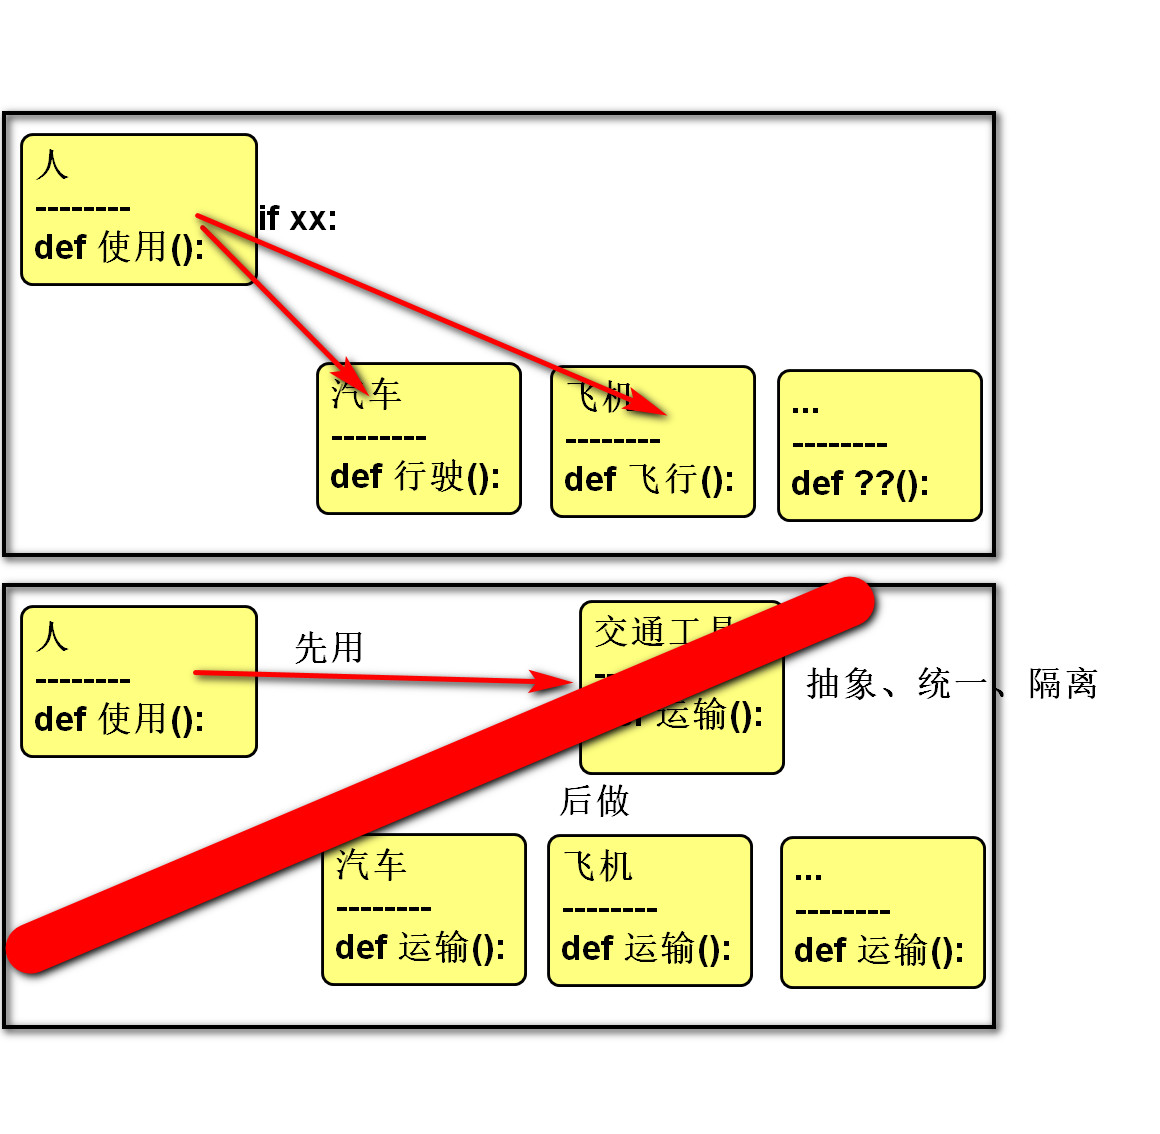 人
--------
def 使用():
if xx:
汽车
--------
def 行驶():
飞机
--------
def 飞行():
...
--------
def ??():
人
--------
def 使用():
先用
交通工具
运输():
抽象、统一、隔离
后做
汽车
--------
def 运输():
飞机
--------
def 运输():
...
--------
def 运输():